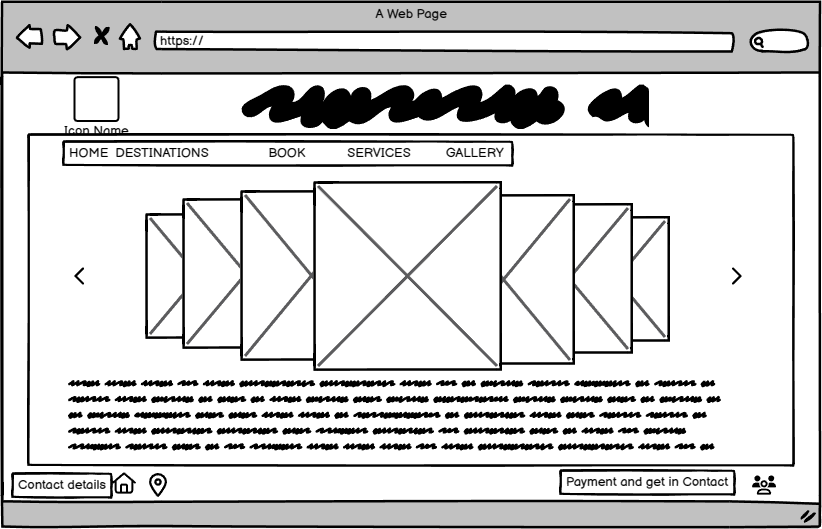 A Web Page
https://
Icon Name
HOME DESTINATIONS BOOK SERVICES GALLERY
Contact details
Payment and get in Contact